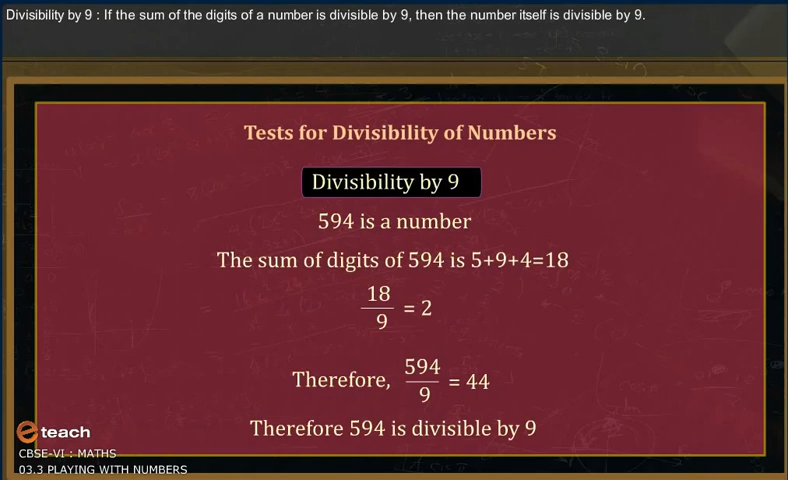 Divisibility by 9 : If the sum of the digits of a number is divisible by 9, then the number itself is divisible by 9.
Tests for Divisibility of Numbers
Divisibility by 9
594 is a number
The sum of digits of 594 is 5+9+4=18
18/9 = 2
Therefore, 594/9 = 44
Therefore 594 is divisible by 9
e teach
CBSE-VI : MATHS
03.3 PLAYING WITH NUMBERS